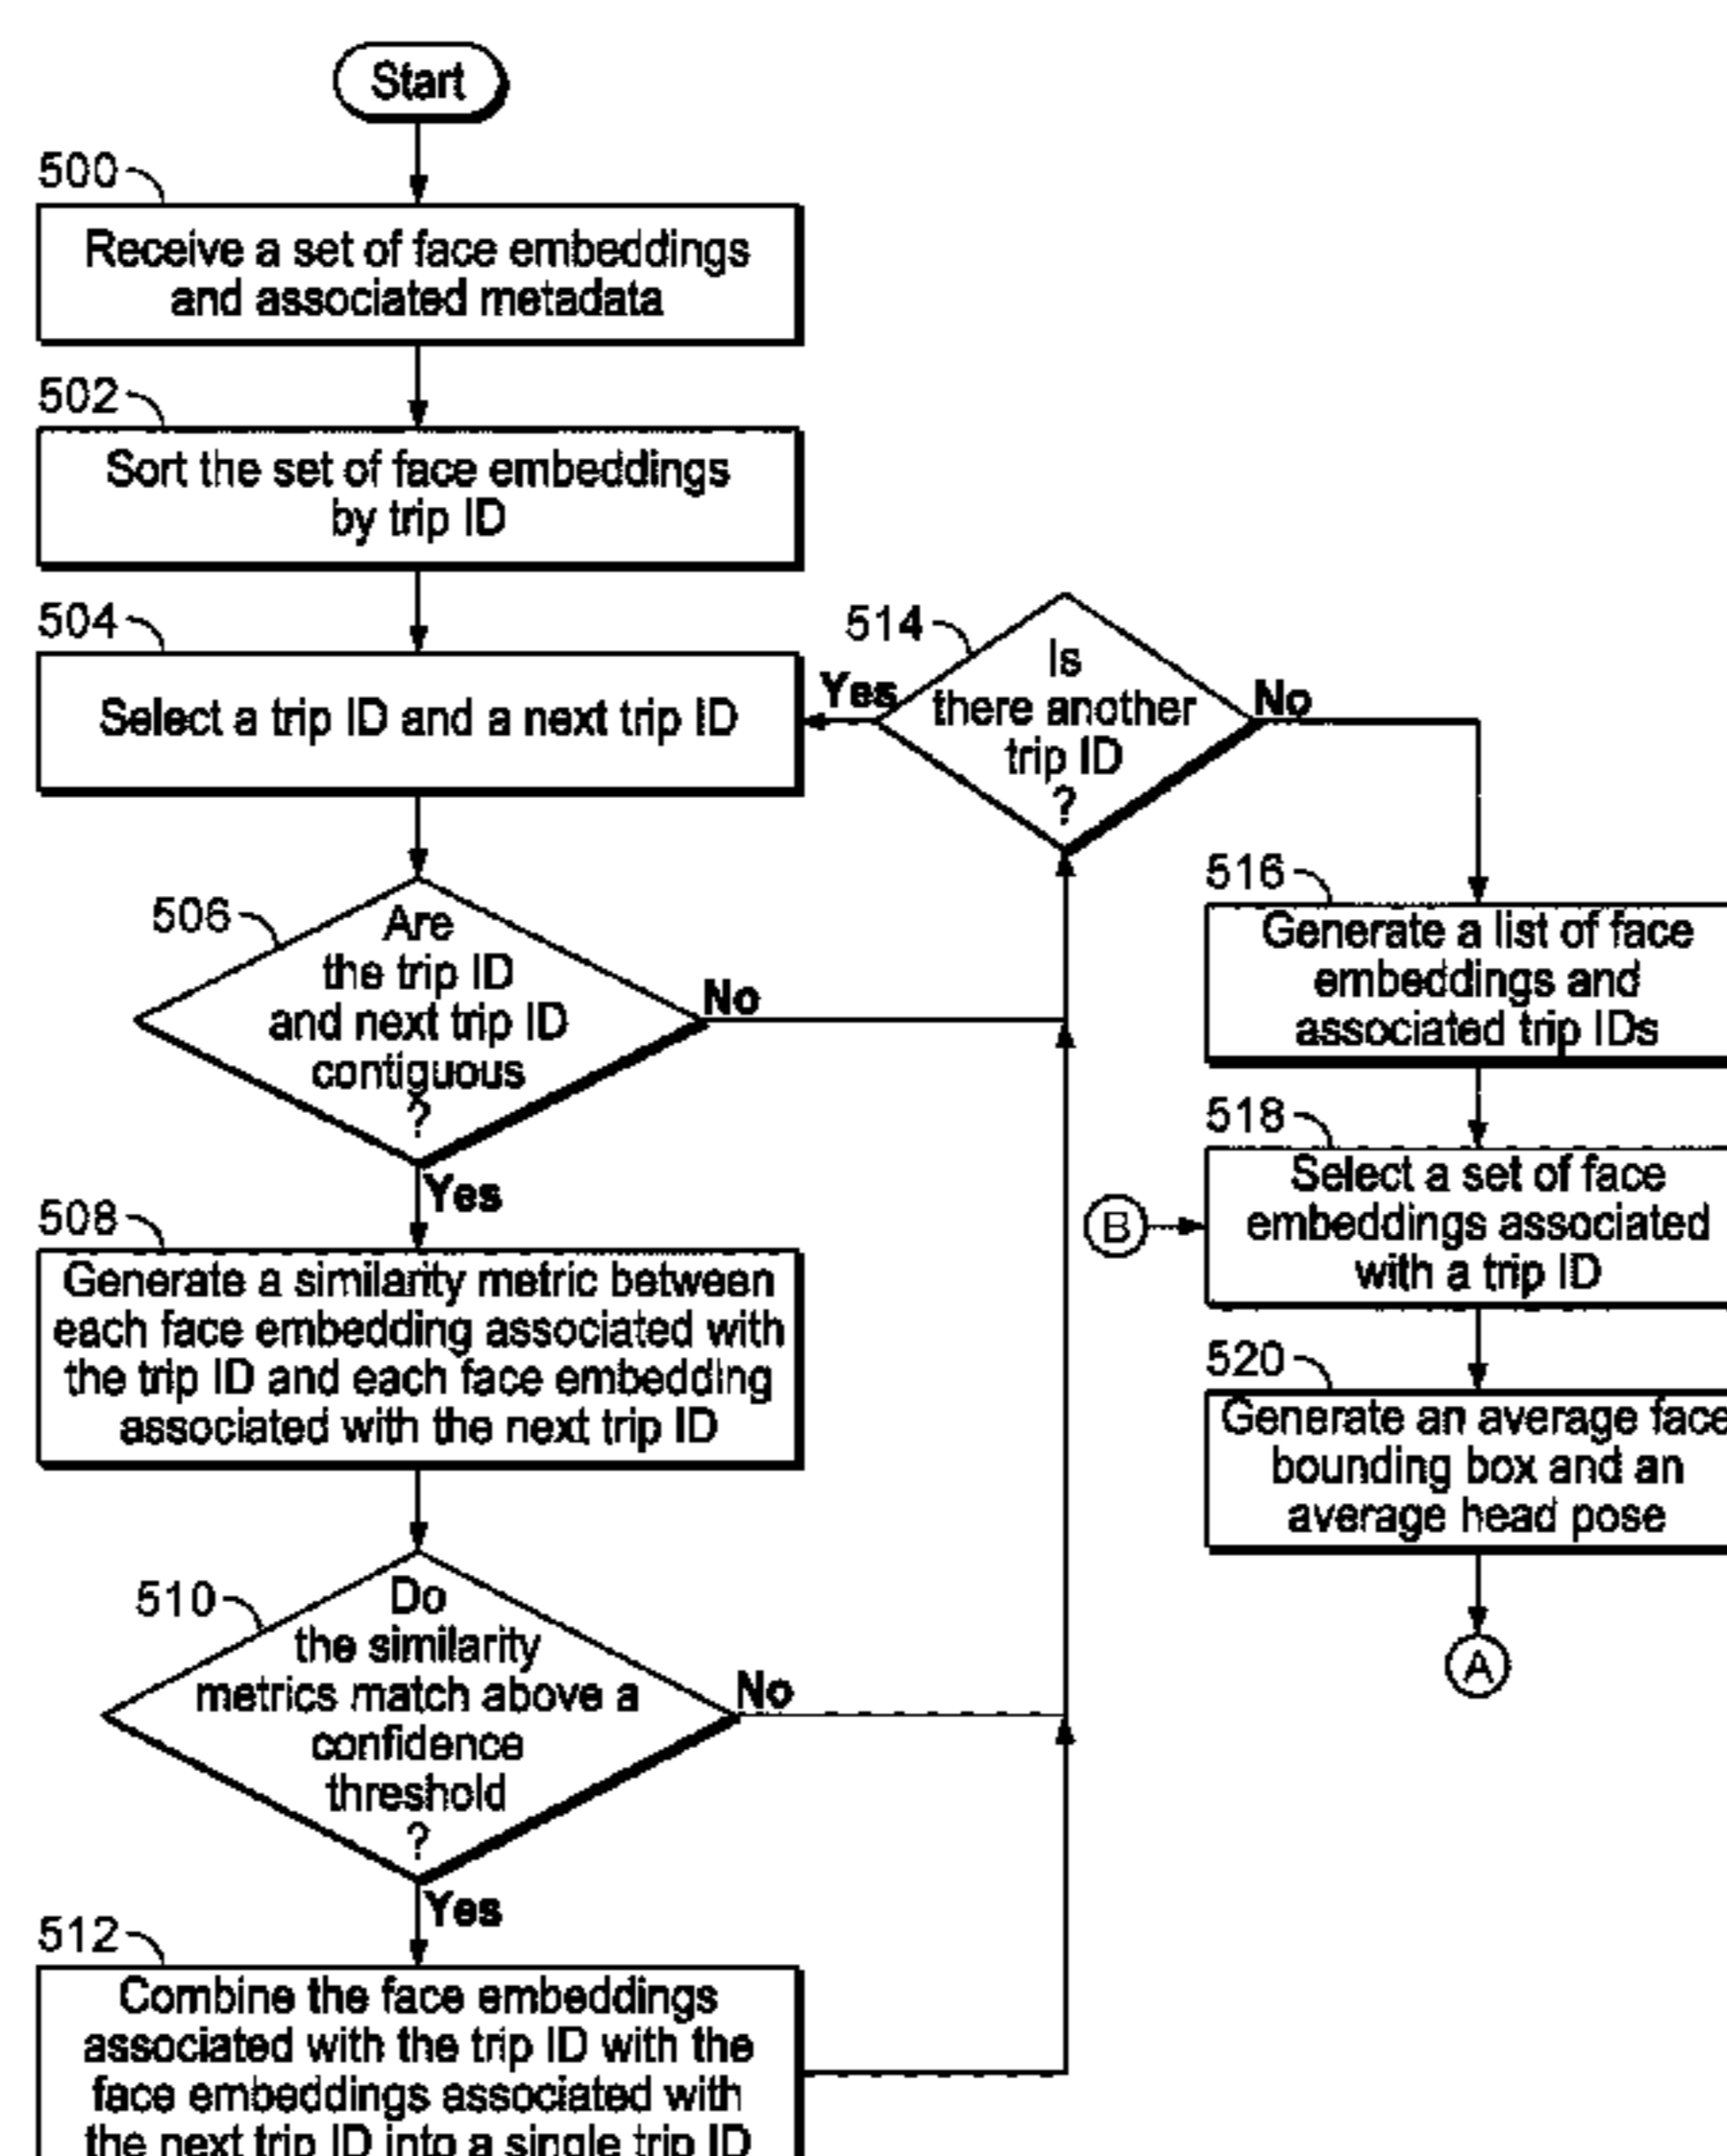 Start
500
Receive a set of face embeddings
and associated metadata
502
Sort the set of face embeddings
by trip ID
504
Select a trip ID and a next trip ID
506
Are
the trip ID
and next trip ID
contiguous
?
No
Yes
508
Generate a similarity metric between
each face embedding associated with
the trip ID and each face embedding
associated with the next trip ID
510
Do
the similarity
metrics match above a
confidence
threshold
?
No
Yes
512
Combine the face embeddings
associated with the trip ID with the
face embeddings associated with
the next trip ID into a single trip ID
514
Is
there another
trip ID
?
Yes
No
516
Generate a list of face
embeddings and
associated trip IDs
518
B
Select a set of face
embeddings associated
with a trip ID
520
Generate an average face
bounding box and an
average head pose
A